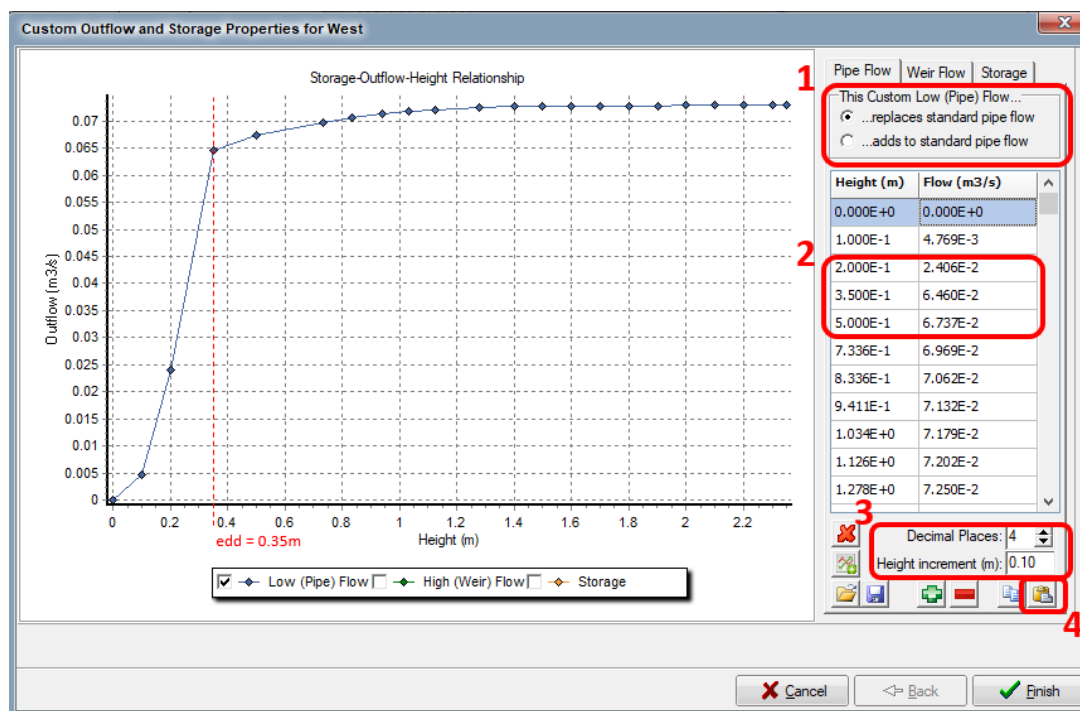 Custom Outflow and Storage Properties for West
x
Storage-Outflow-Height Relationship
0.07
0.065
0.06
0.055
0.05
0.045
0.04
0.035
0.03
0.025
0.02
0.015
0.01
0.005
0
Outflow (m3/s)
0 0.2 0.4 0.6 0.8 1 1.2 1.4 1.6 1.8 2 2.2
edd = 0.35m
Height (m)
Low (Pipe) Flow High (Weir) Flow Storage
1
Pipe Flow Weir Flow Storage
This Custom Low (Pipe) Flow...
...replaces standard pipe flow
...adds to standard pipe flow
Height (m) Flow (m3/s)
0.000E+0 0.000E+0
1.000E-1 4.769E-3
2
2.000E-1 2.406E-2
3.500E-1 6.460E-2
5.000E-1 6.737E-2
7.336E-1 6.969E-2
8.336E-1 7.062E-2
9.411E-1 7.132E-2
1.034E+0 7.179E-2
1.126E+0 7.202E-2
1.278E+0 7.250E-2
3
Decimal Places: 4
Height increment (m): 0.10
4
Cancel <= Back Finish